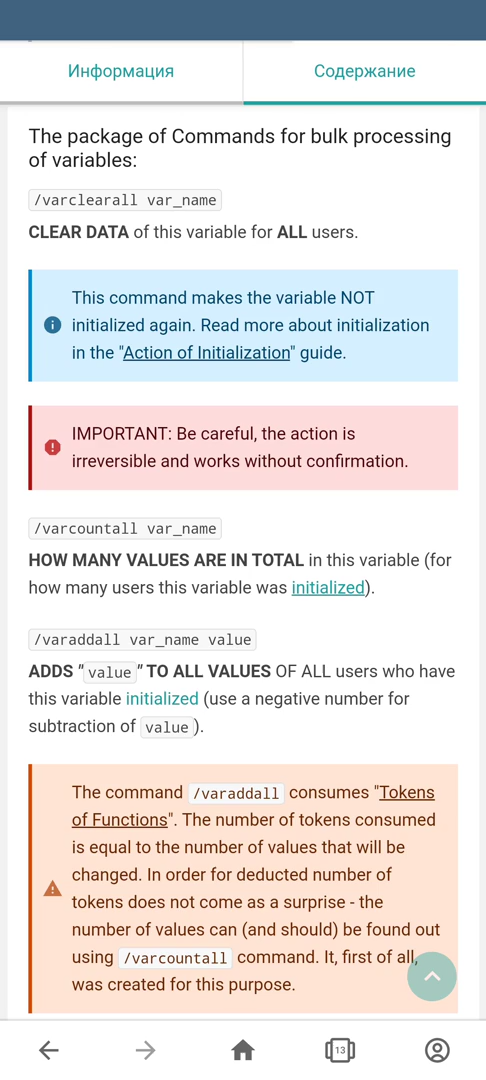 Информация
Содержание
The package of Commands for bulk processing
of variables:
/varclearall var_name
CLEAR DATA of this variable for ALL users.
This command makes the variable NOT
initialized again. Read more about initialization
in the "Action of Initialization" guide.
IMPORTANT: Be careful, the action is
irreversible and works without confirmation.
/varcountall var_name
HOW MANY VALUES ARE IN TOTAL in this variable (for
how many users this variable was initialized).
/varaddall var_name value
ADDS "value" TO ALL VALUES OF ALL users who have
this variable initialized (use a negative number for
subtraction of value).
The command /varaddall consumes "Tokens
of Functions". The number of tokens consumed
is equal to the number of values that will be
changed. In order for deducted number of
tokens does not come as a surprise - the
number of values can (and should) be found out
using /varcountall command. It, first of all,
was created for this purpose.
13